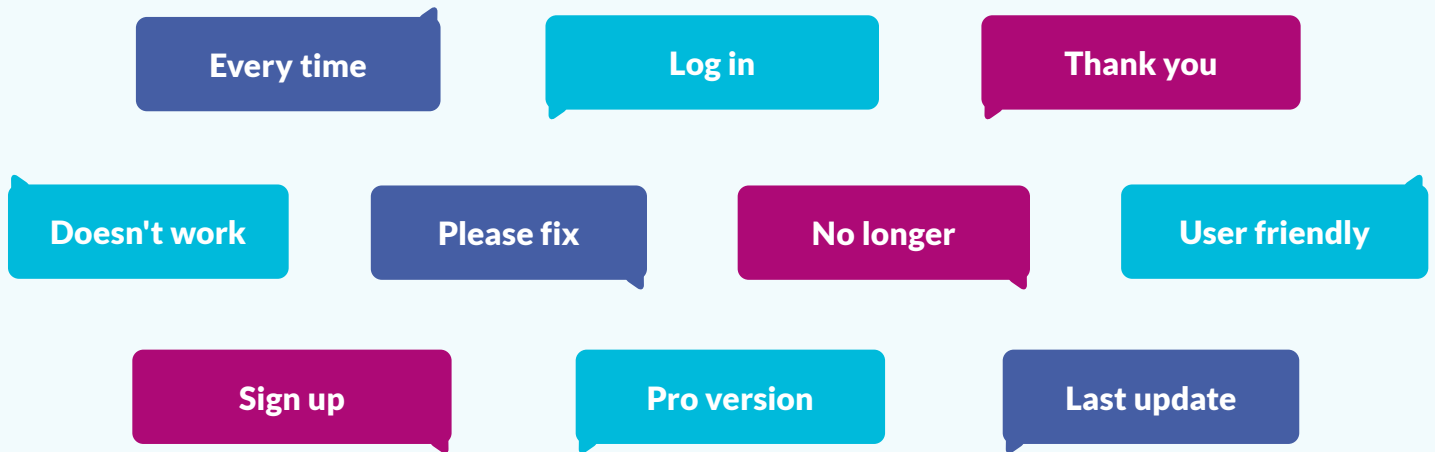 Every time
Log in
Thank you
Doesn't work
Please fix
No longer
User friendly
Sign up
Pro version
Last update